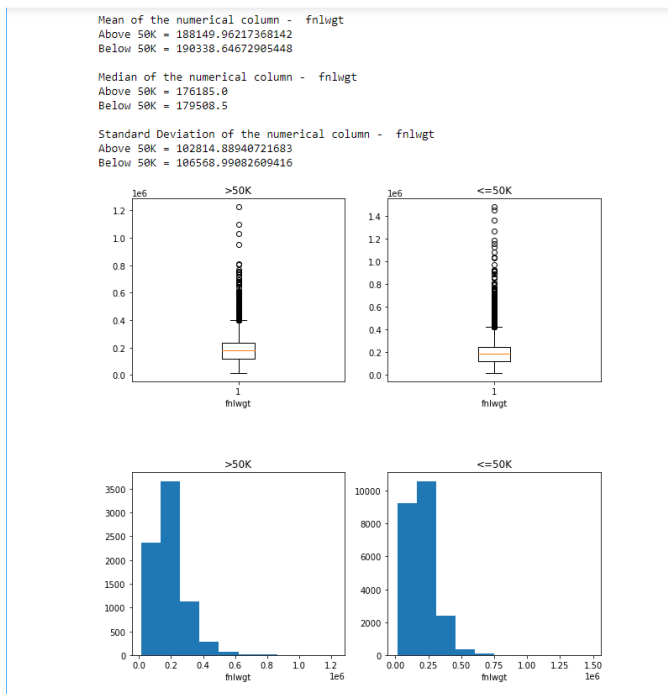 Mean of the numerical column -  fnlwgt
Above 50K = 188149.96217368142
Below 50K = 190338.64672905448
Median of the numerical column -  fnlwgt
Above 50K = 176185.0
Below 50K = 179508.5
Standard Deviation of the numerical column -  fnlwgt
Above 50K = 102814.88940721683
Below 50K = 106568.99082609416
1e6
>50K
1.2
1.0
0.8
0.6
0.4
0.2
0.0
1
fnlwgt
1e6
<=50K
1.4
1.2
1.0
0.8
0.6
0.4
0.2
0.0
1
fnlwgt
>50K
3500
3000
2500
2000
1500
1000
500
0
0.0 0.2 0.4 0.6 0.8 1.0 1.2
fnlwgt
1e6
<=50K
10000
8000
6000
4000
2000
0
0.00 0.25 0.50 0.75 1.00 1.25 1.50
fnlwgt
1e6